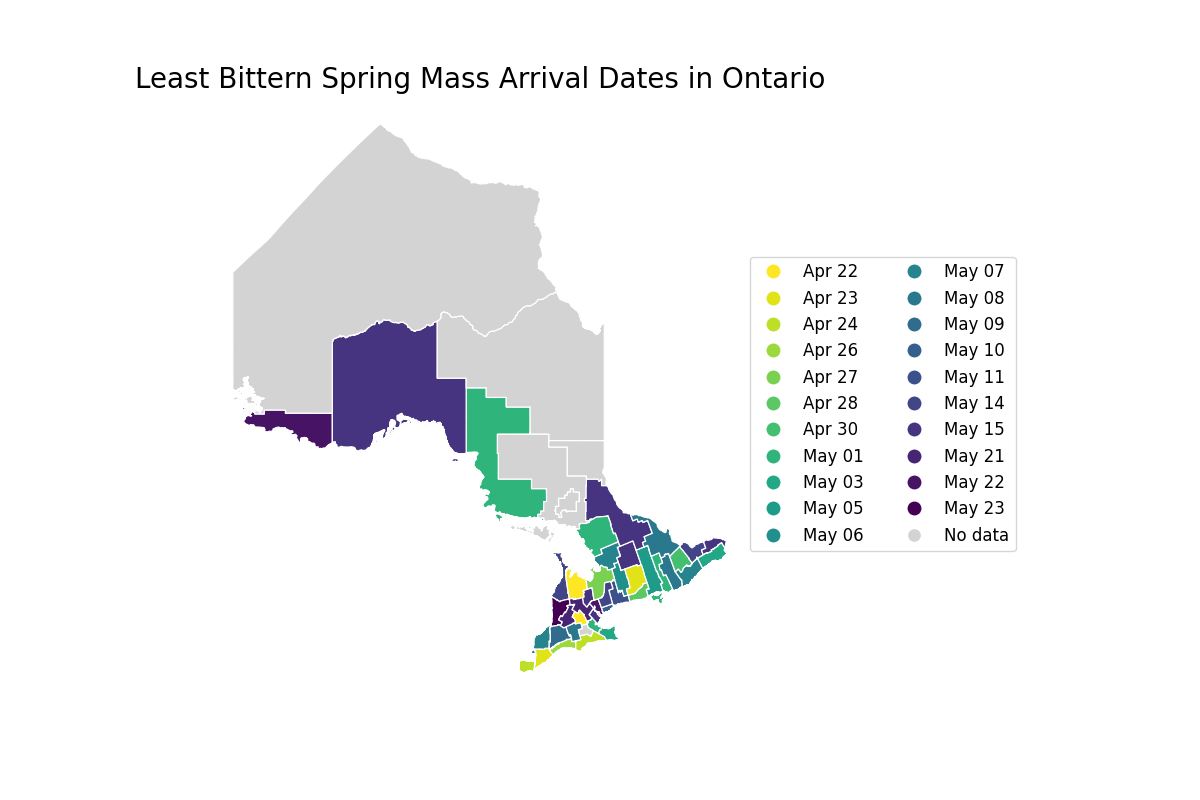 Least Bittern Spring Mass Arrival Dates in Ontario
Apr 22
Apr 23
Apr 24
Apr 26
Apr 27
Apr 28
Apr 30
May 01
May 03
May 05
May 06
May 07
May 08
May 09
May 10
May 11
May 14
May 15
May 21
May 22
May 23
No data